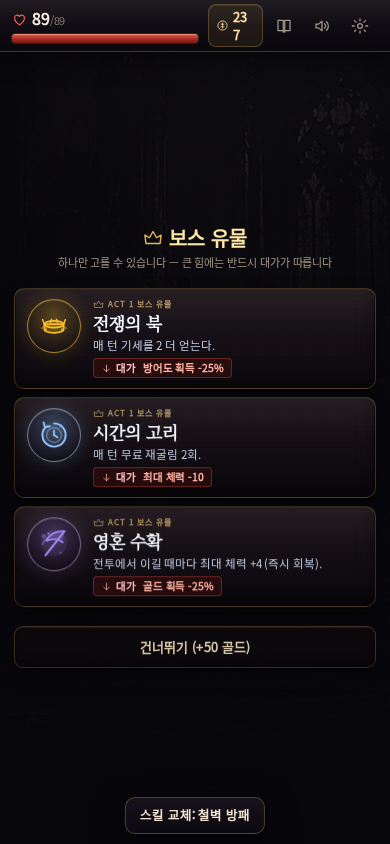 89/89
23
7
보스 유물
하나만 고를 수 있습니다 — 큰 힘에는 반드시 대가가 따릅니다
ACT 1 보스 유물
전쟁의 북
매 턴 기세를 2 더 얻는다.
↓ 대가 방어도 획득 -25%
ACT 1 보스 유물
시간의 고리
매 턴 무료 재굴림 2회.
↓ 대가 최대 체력 -10
ACT 1 보스 유물
영혼 수확
전투에서 이길 때마다 최대 체력 +4 (즉시 회복).
↓ 대가 골드 획득 -25%
건너뛰기 (+50 골드)
스킬 교체: 철벽 방패